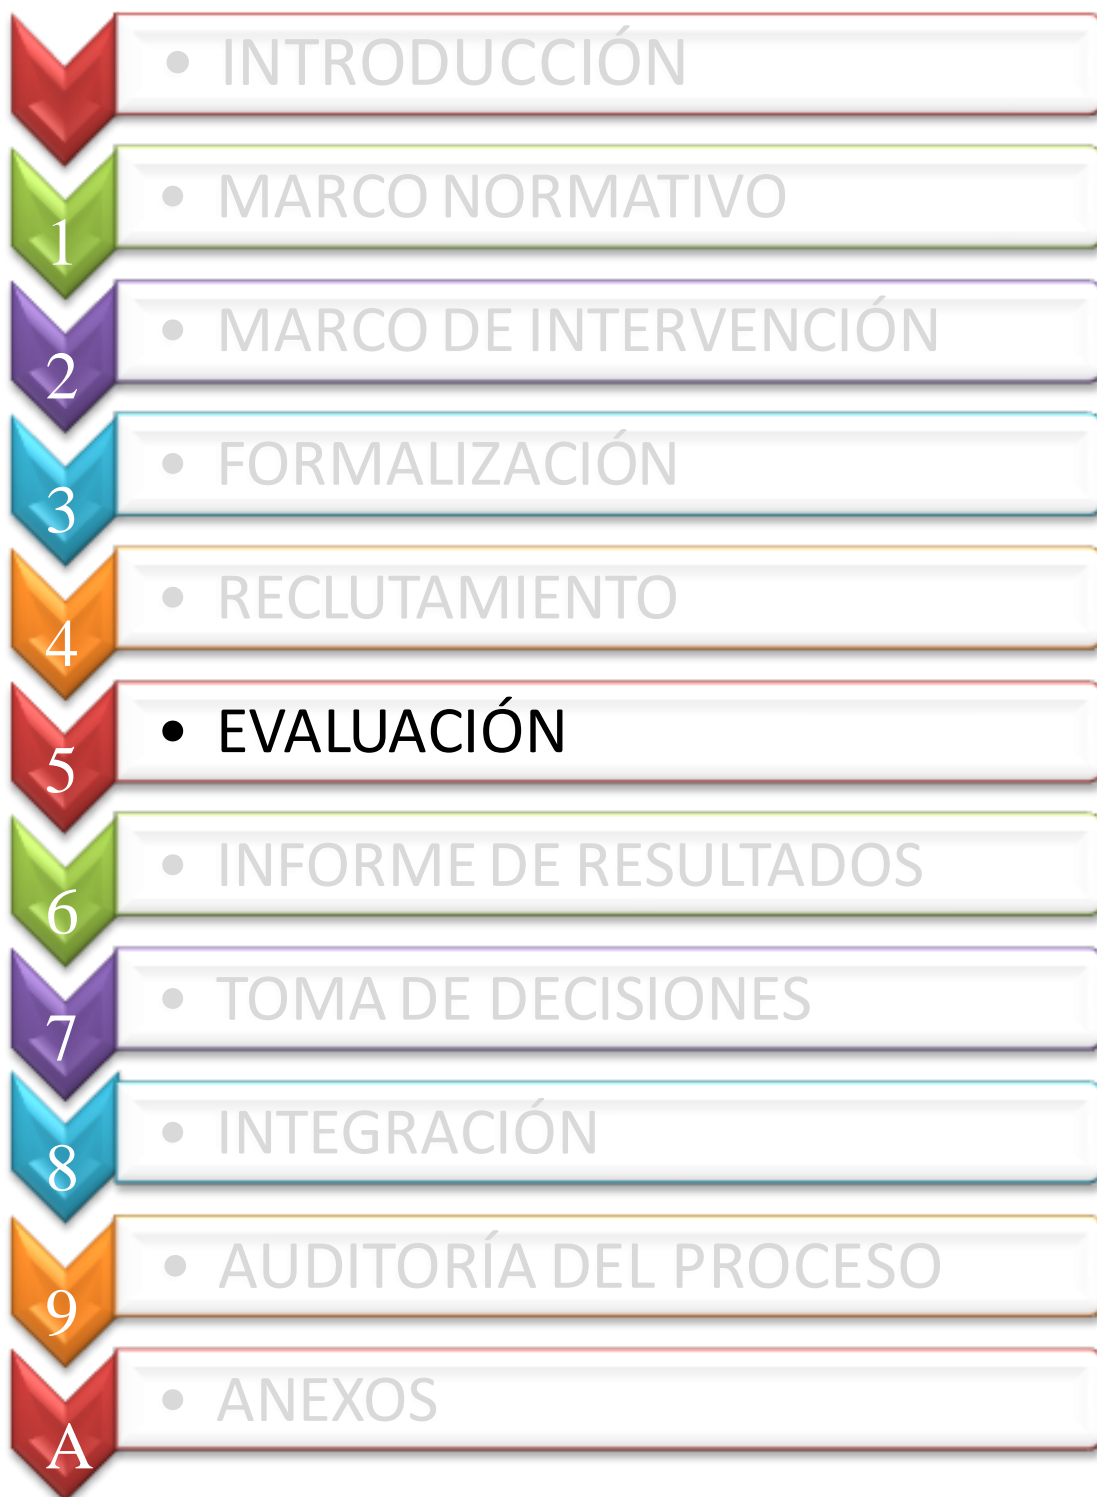 • INTRODUCCIÓN
1 • MARCO NORMATIVO
2 • MARCO DE INTERVENCIÓN
3 • FORMALIZACIÓN
4 • RECLUTAMIENTO
5 • EVALUACIÓN
6 • INFORME DE RESULTADOS
7 • TOMA DE DECISIONES
8 • INTEGRACIÓN
9 • AUDITORÍA DEL PROCESO
A • ANEXOS